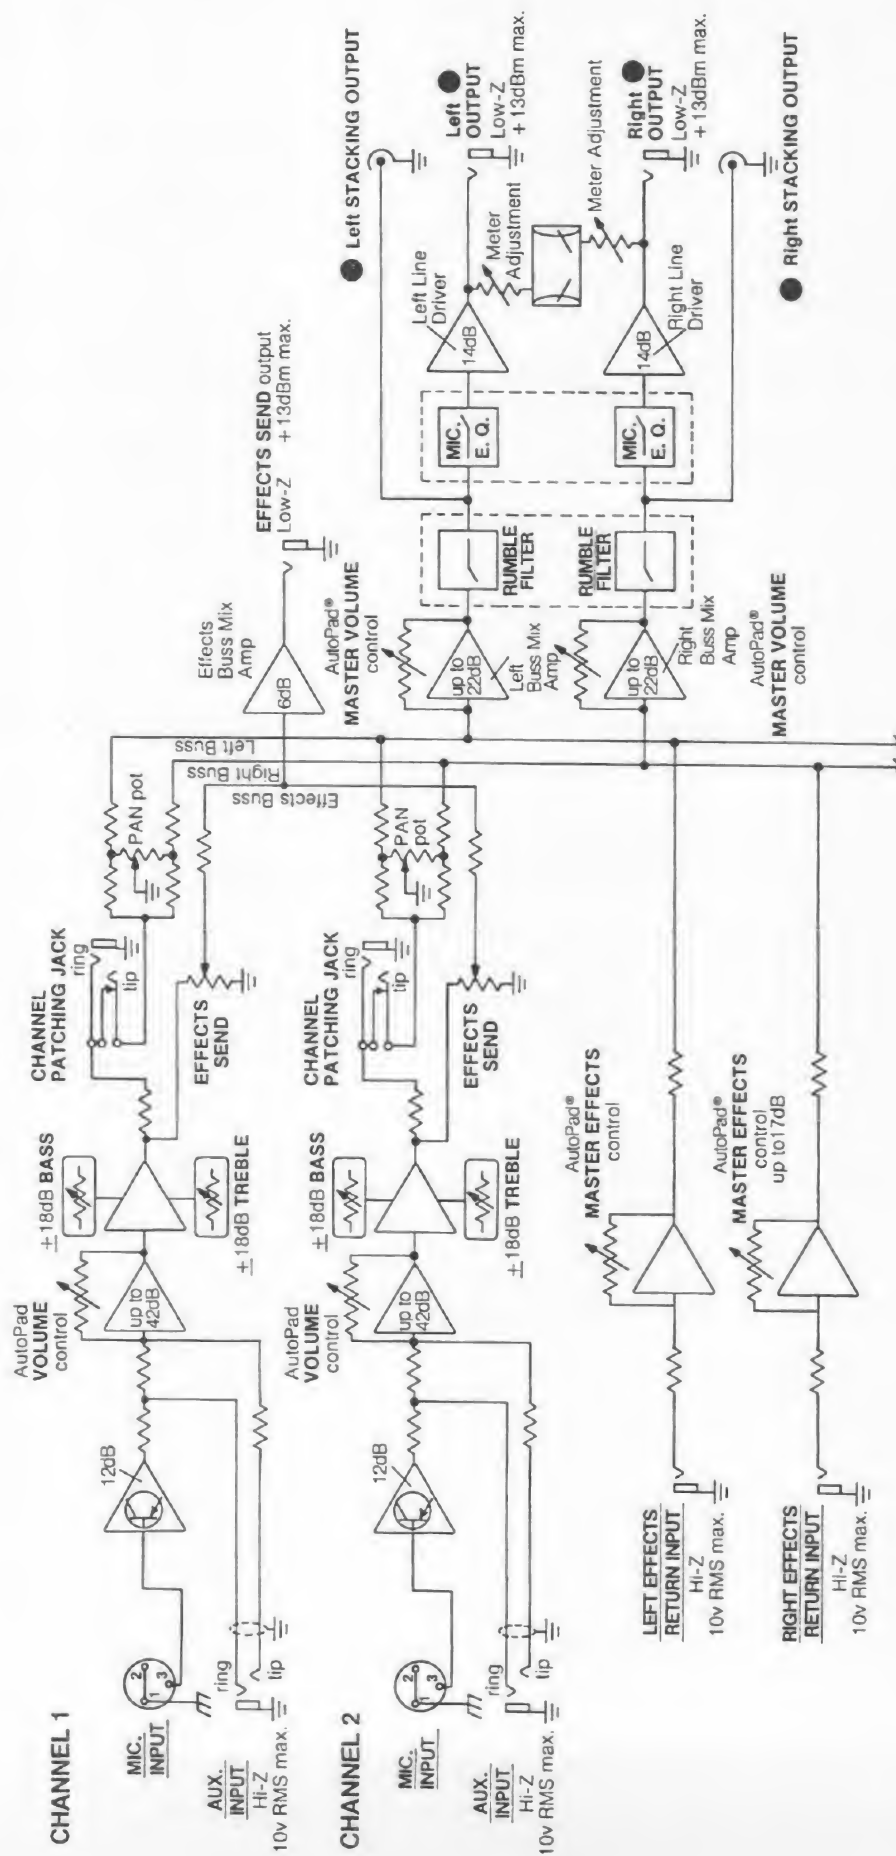 CHANNEL 1
MIC.
INPUT
2
1
3
AUX.
INPUT
Hi-Z
10v RMS max.
ring
tip
12dB
AutoPad
VOLUME
control
up to
42dB
±18dB BASS
±18dB TREBLE
CHANNEL
PATCHING JACK
ring
tip
EFFECTS
SEND
PAN pot
Left Buss
Right Buss
Effects Buss
CHANNEL 2
MIC.
INPUT
2
1
3
AUX.
INPUT
Hi-Z
10v RMS max.
ring
tip
12dB
AutoPad
VOLUME
control
up to
42dB
±18dB BASS
±18dB TREBLE
CHANNEL
PATCHING JACK
ring
tip
EFFECTS
SEND
PAN
pot
LEFT EFFECTS
RETURN INPUT
Hi-Z
10v RMS max.
AutoPad®
MASTER EFFECTS
control
RIGHT EFFECTS
RETURN INPUT
Hi-Z
10v RMS max.
AutoPad®
MASTER EFFECTS
control
up to 17dB
Effects
Buss Mix
Amp
6dB
EFFECTS SEND output
Low-Z +13dBm max.
AutoPad®
MASTER VOLUME
control
up to
22dB
Left
Buss Mix
Amp
RUMBLE
FILTER
MIC.
E. Q.
Left Line
Driver
14dB
Meter
Adjustment
Left STACKING OUTPUT
Left
OUTPUT
Low-Z
+13dBm max.
up to
22dB
Right
Buss Mix
Amp
AutoPad®
MASTER VOLUME
control
RUMBLE
FILTER
MIC.
E. Q.
14dB
Right Line
Driver
Meter Adjustment
Right
OUTPUT
Low-Z
+13dBm max.
Right STACKING OUTPUT